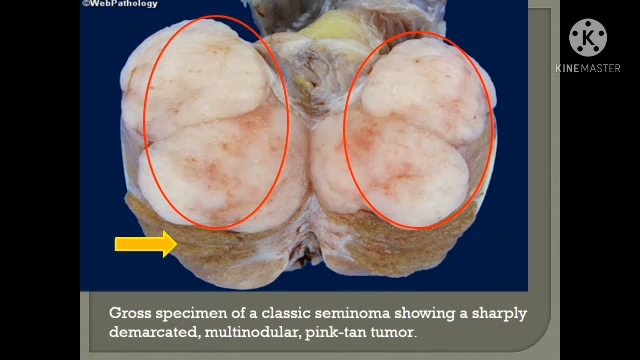 ©WebPathology
KINEMASTER
Gross specimen of a classic seminoma showing a sharply
demarcated, multinodular, pink-tan tumor.